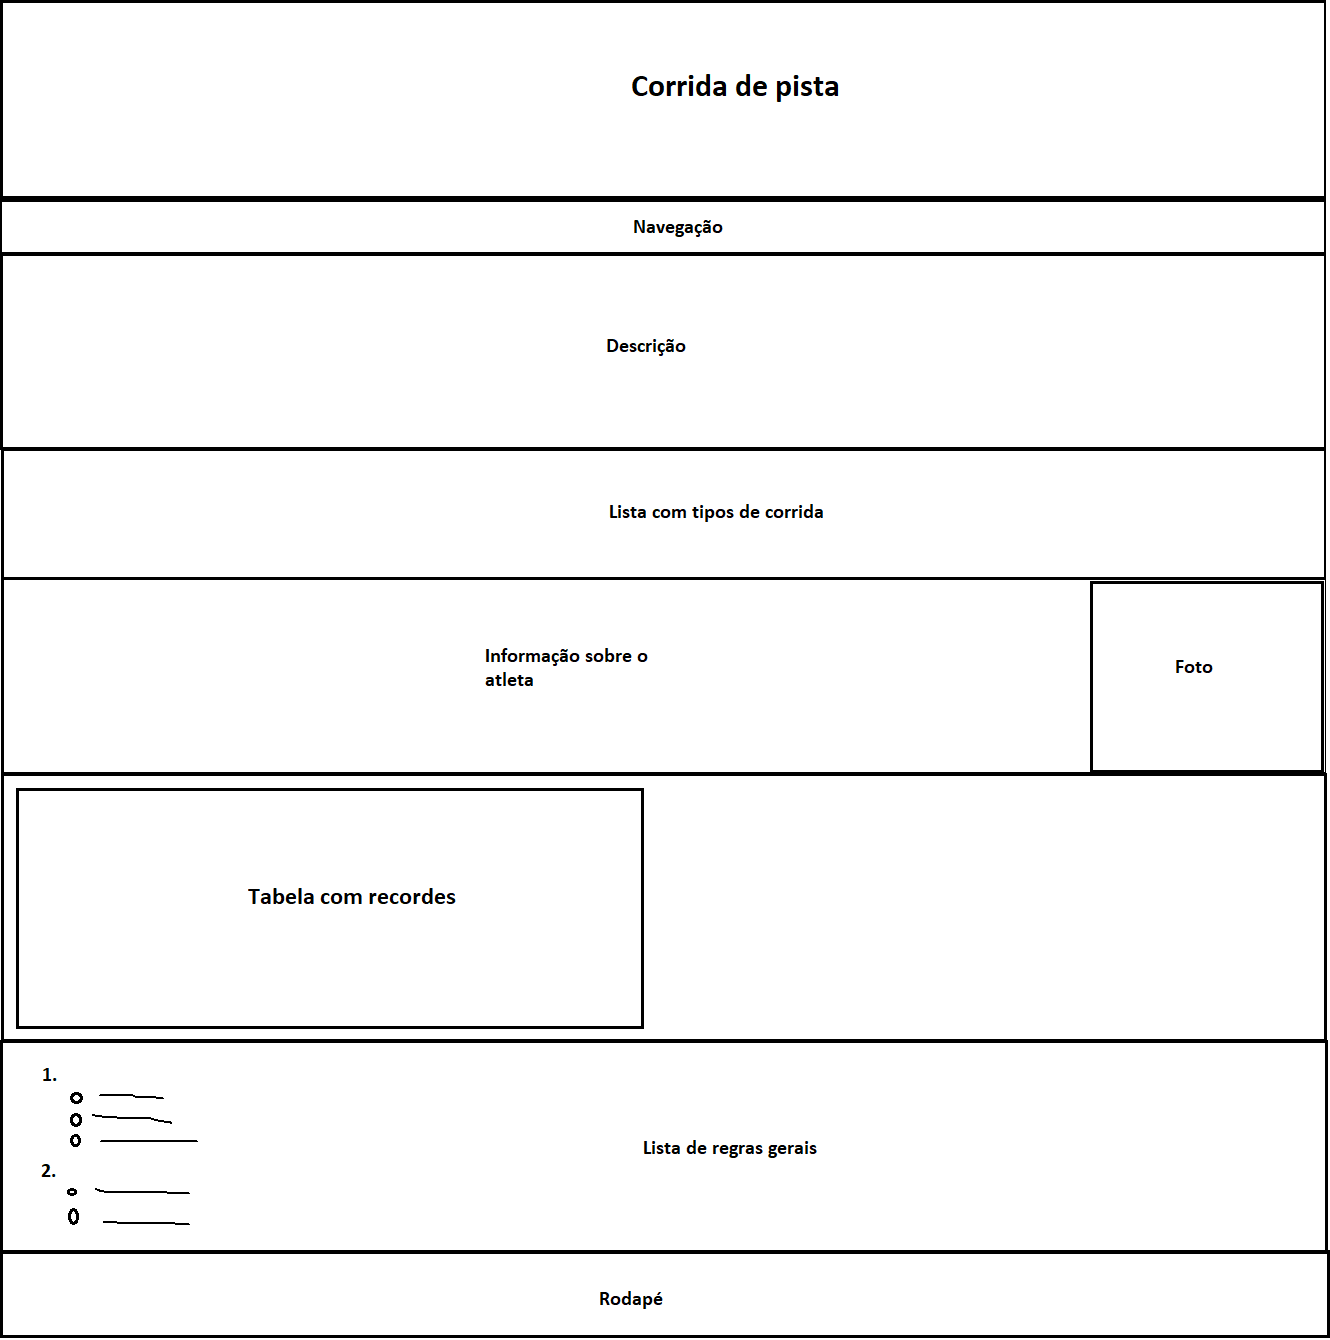 Corrida de pista
Navegação
Descrição
Lista com tipos de corrida
Informação sobre o
atleta
Foto
Tabela com recordes
1.
Lista de regras gerais
2.
Rodapé